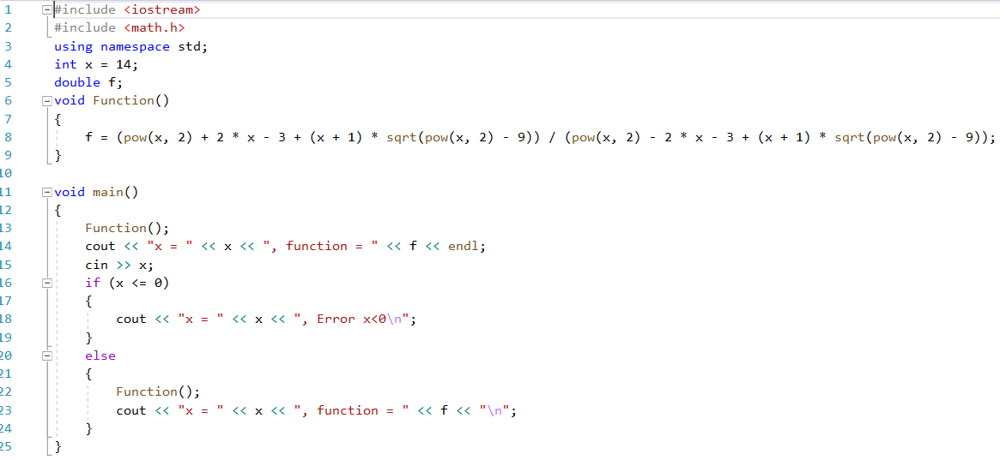 1 #include <iostream>
2 #include <math.h>
3 using namespace std;
4 int x = 14;
5 double f;
6 void Function()
7 {
8     f = (pow(x, 2) + 2 * x - 3 + (x + 1) * sqrt(pow(x, 2) - 9)) / (pow(x, 2) - 2 * x - 3 + (x + 1) * sqrt(pow(x, 2) - 9));
9 }
10
11 void main()
12 {
13     Function();
14     cout << "x = " << x << ", function = " << f << endl;
15     cin >> x;
16     if (x <= 0)
17     {
18         cout << "x = " << x << ", Error x<0\n";
19     }
20     else
21     {
22         Function();
23         cout << "x = " << x << ", function = " << f << "\n";
24     }
25 }